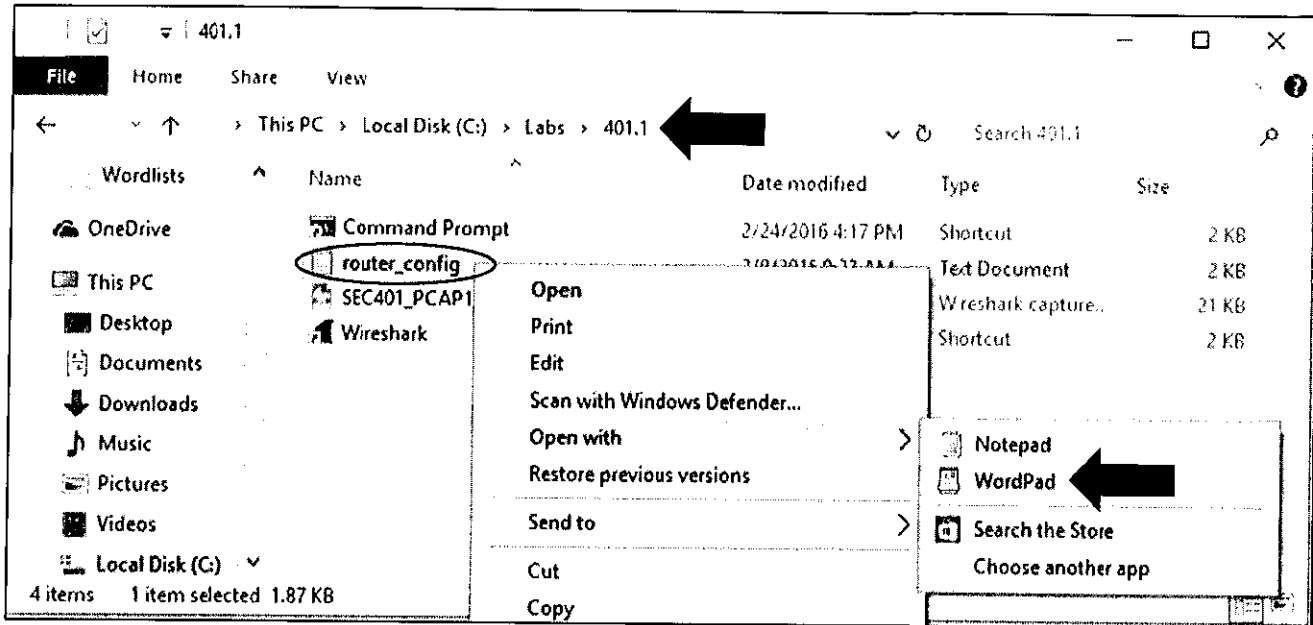 401.1
File Home Share View
This PC > Local Disk (C:) > Labs > 401.1 Search 401.1
Wordlists Name Date modified Type Size
OneDrive Command Prompt 2/24/2016 4:17 PM Shortcut 2 KB
router_config Text Document 2 KB
This PC SEC401_PCAP1 Wireshark capture.. 21 KB
Desktop Wireshark Shortcut 2 KB
Documents
Downloads
Music
Pictures
Videos
Local Disk (C:)
4 items 1 item selected 1.87 KB
Open
Print
Edit
Scan with Windows Defender...
Open with
Restore previous versions
Send to
Cut
Copy
Notepad
WordPad
Search the Store
Choose another app